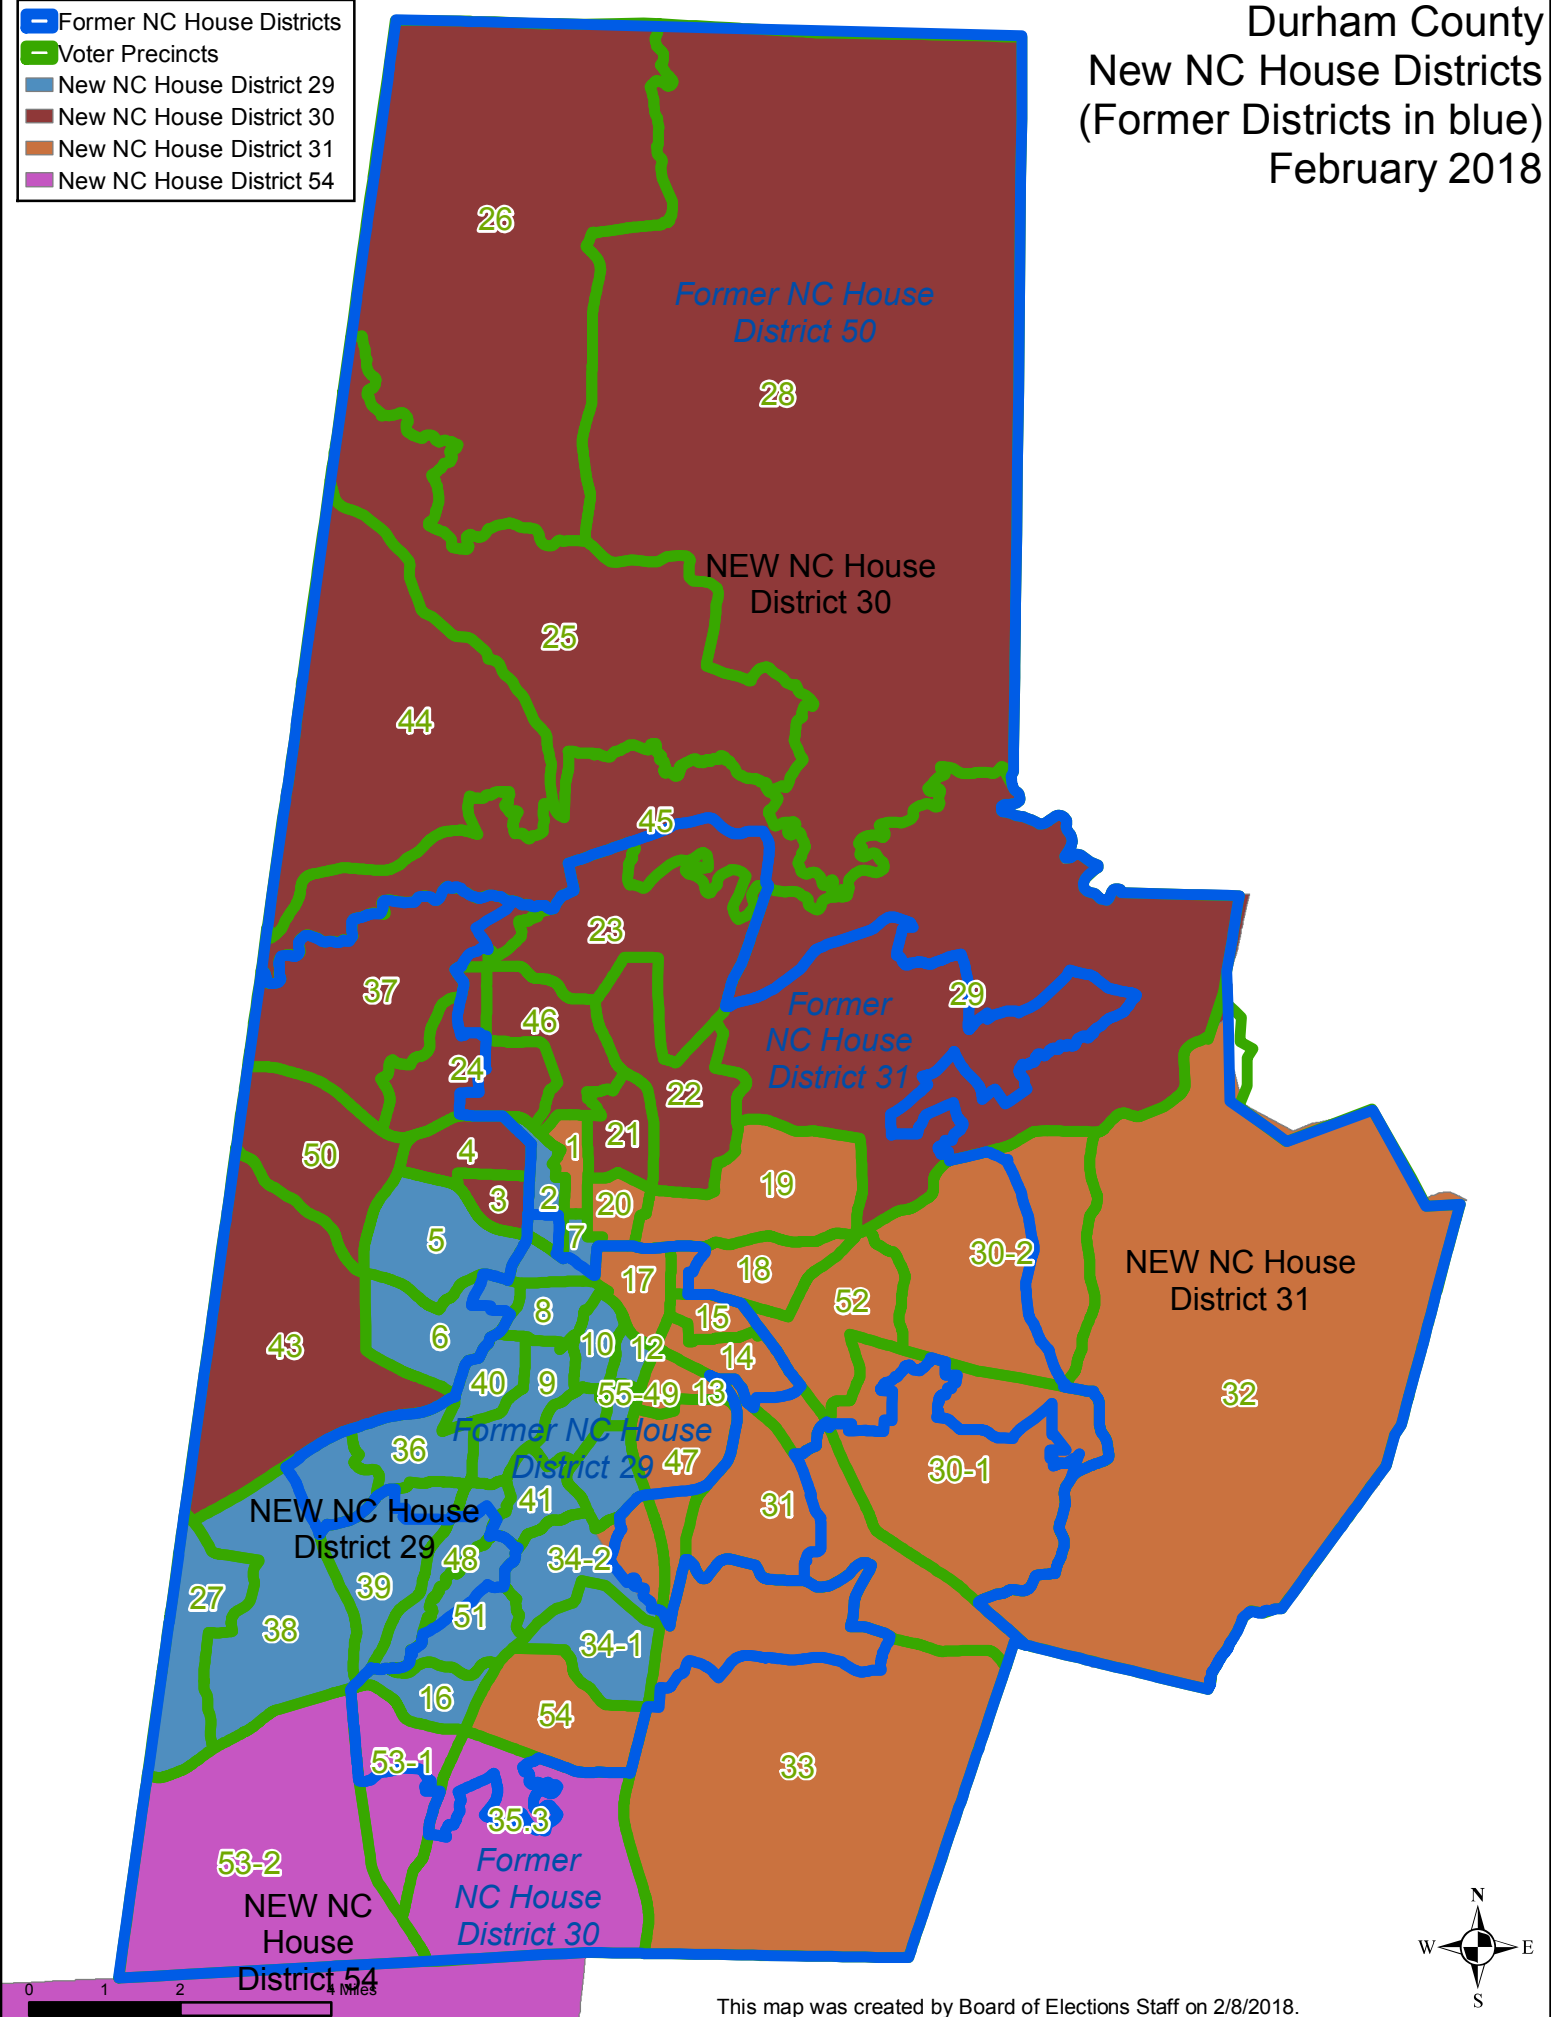 Former NC House Districts
Voter Precincts
New NC House District 29
New NC House District 30
New NC House District 31
New NC House District 54
Durham County
New NC House Districts
(Former Districts in blue)
February 2018
26
Former NC House
District 50
28
NEW NC House
District 30
25
44
45
23
37
29
Former
NC House
District 31
46
24
22
21
1
4
50
19
3
2
20
7
5
30-2
NEW NC House
District 31
18
17
52
15
8
6
43
10
12
14
40
9
55-49
13
32
Former NC House
District 29
36
47
30-1
41
31
NEW NC House
District 29
48
34-2
39
27
38
51
34-1
16
54
53-1
33
35.3
53-2
Former
NC House
District 30
NEW NC
House
District 54
N
W
E
S
0
1
2
4 Miles
This map was created by Board of Elections Staff on 2/8/2018.